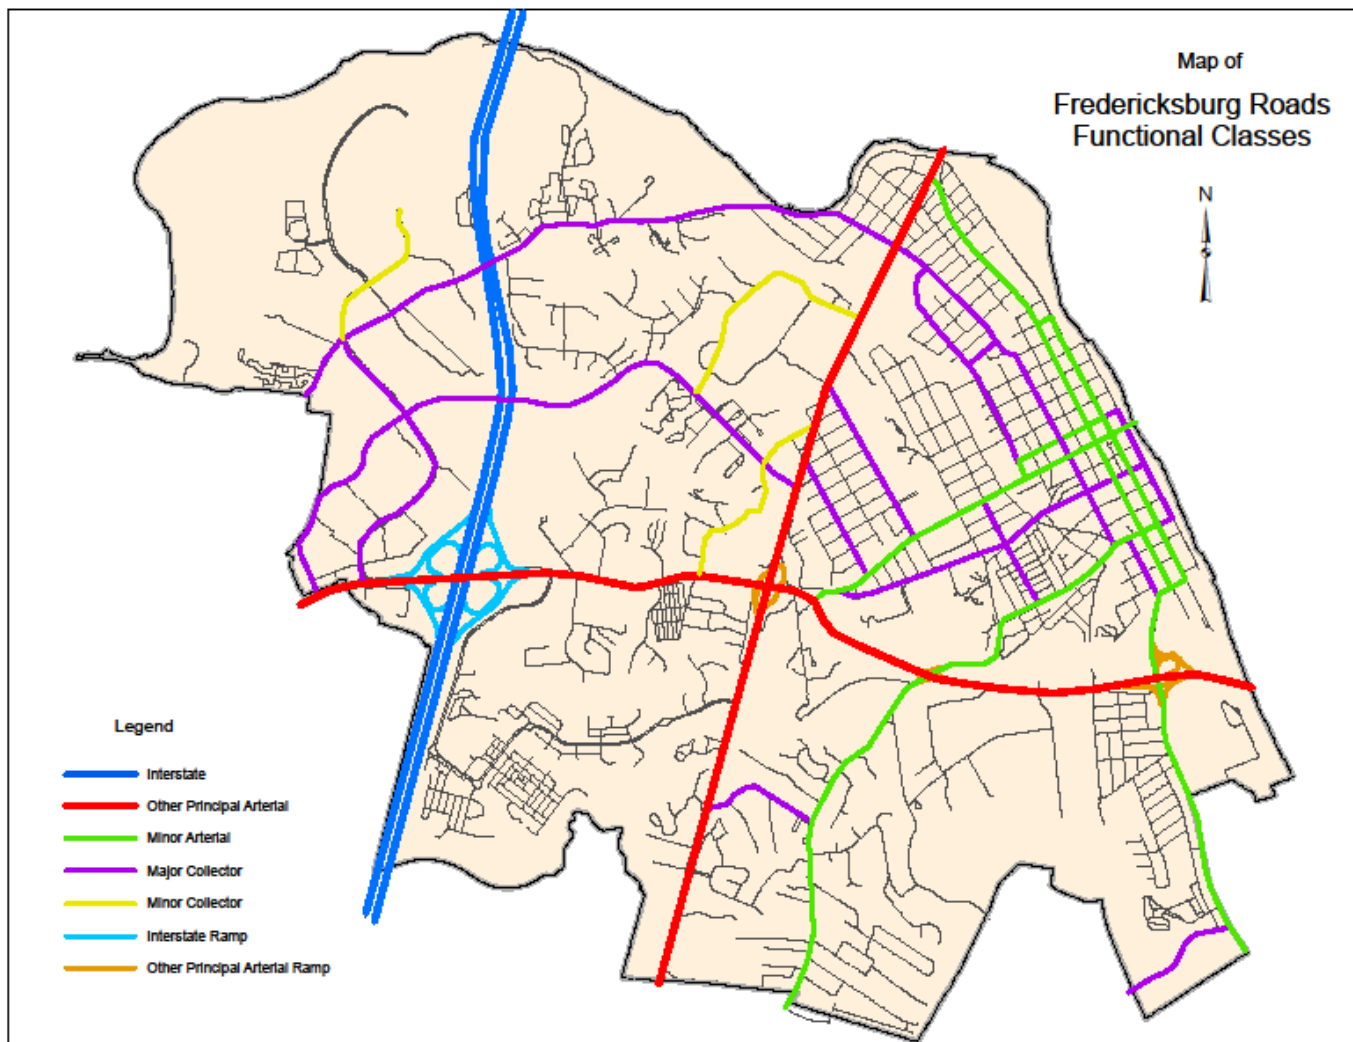 Map of
Fredericksburg Roads
Functional Classes
N
Legend
Interstate
Other Principal Arterial
Minor Arterial
Major Collector
Minor Collector
Interstate Ramp
Other Principal Arterial Ramp